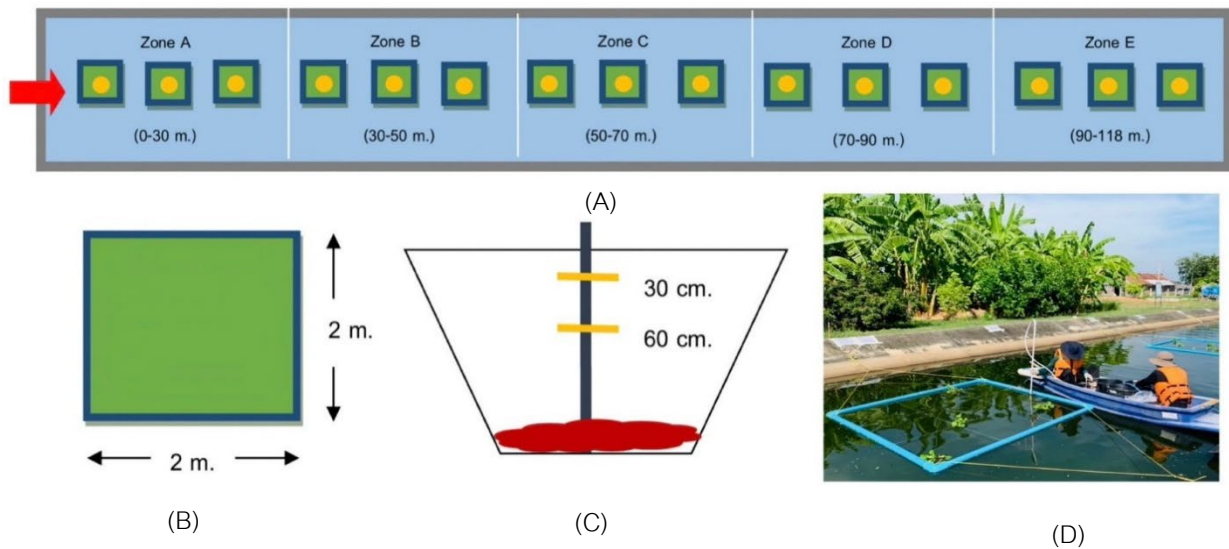 Zone A
Zone B
Zone C
Zone D
Zone E
(0-30 m.)
(30-50 m.)
(50-70 m.)
(70-90 m.)
(90-118 m.)
(A)
2 m.
2 m.
(B)
30 cm.
60 cm.
(C)
(D)